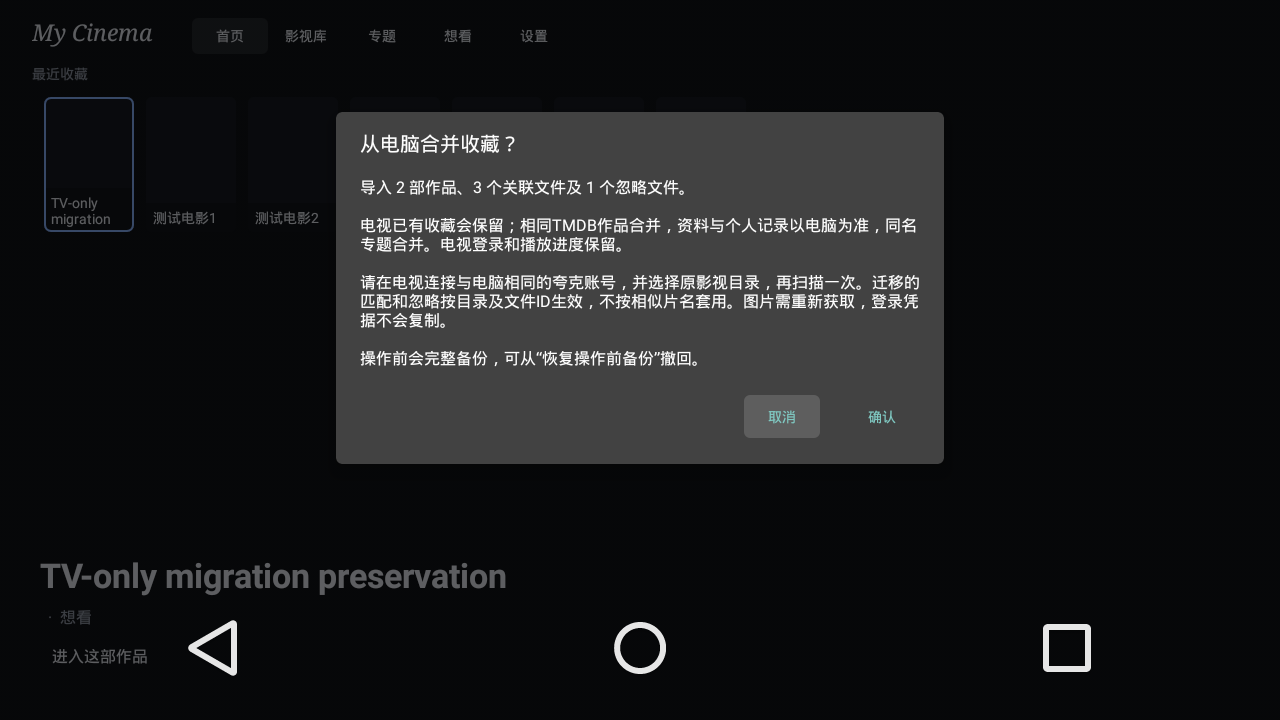 My Cinema
首页
影视库
专题
想看
设置
最近收藏
TV-only
migration
测试电影1
测试电影2
从电脑合并收藏？
导入 2 部作品、3 个关联文件及 1 个忽略文件。
电视已有收藏会保留；相同TMDB作品合并，资料与个人记录以电脑为准，同名
专题合并。电视登录和播放进度保留。
请在电视连接与电脑相同的夸克账号，并选择原影视目录，再扫描一次。迁移的
匹配和忽略按目录及文件ID生效，不按相似片名套用。图片需重新获取，登录凭
据不会复制。
操作前会完整备份，可从“恢复操作前备份”撤回。
取消
确认
TV-only migration preservation
· 想看
进入这部作品